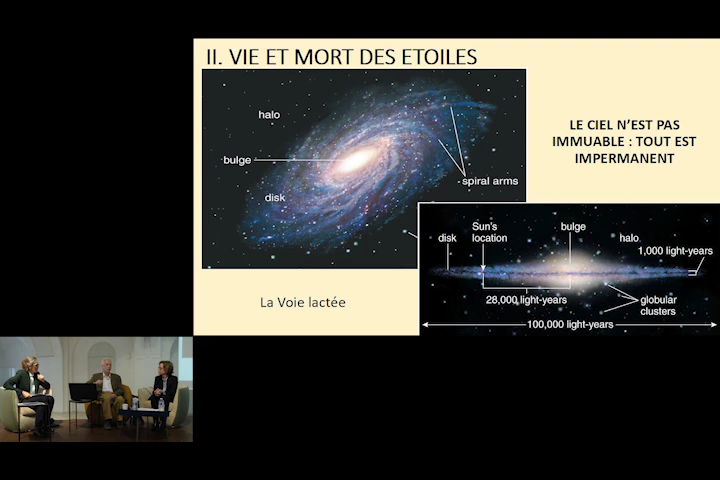 II. VIE ET MORT DES ETOILES
halo
bulge
spiral arms
disk
LE CIEL N'EST PAS
IMMUABLE : TOUT EST
IMPERMANENT
La Voie lactée
disk
Sun's
location
bulge
halo
1,000 light-years
28,000 light-years
globular
clusters
100,000 light-years